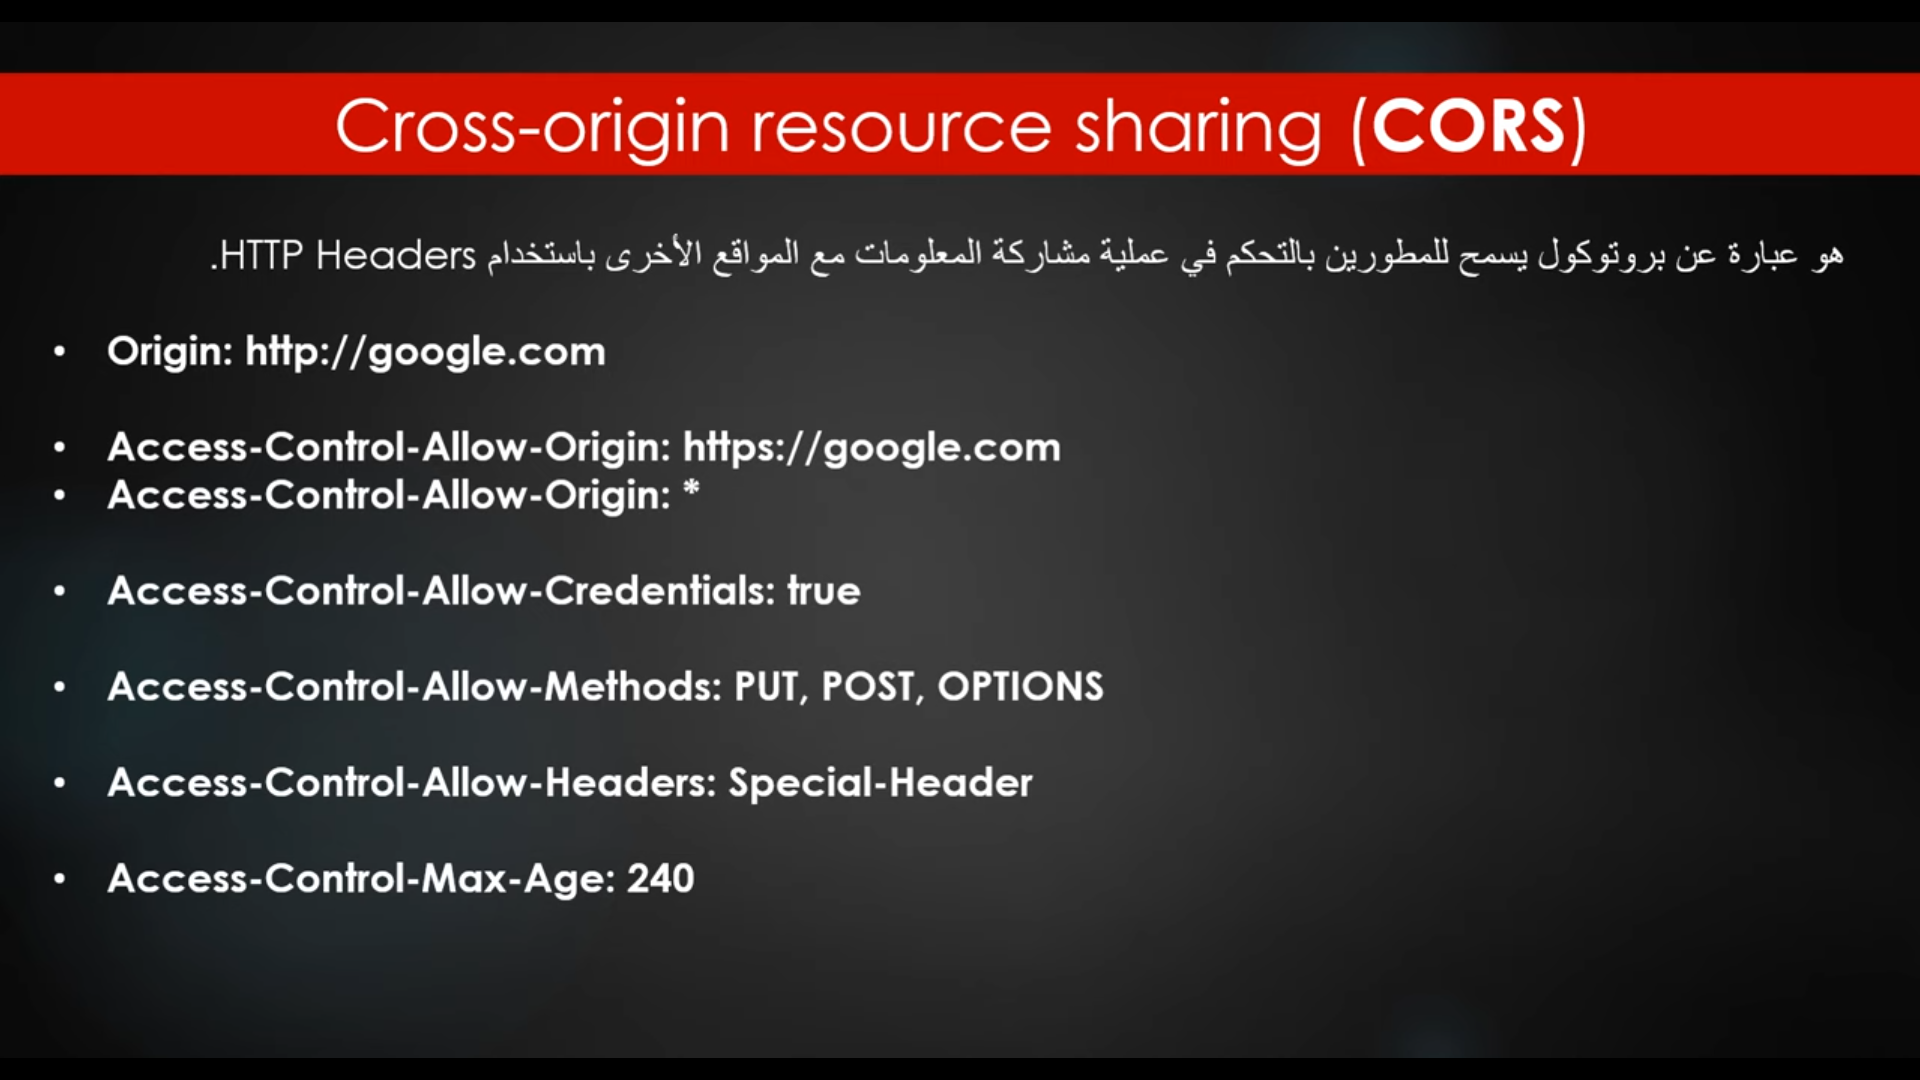 Cross-origin resource sharing (CORS)
هو عبارة عن بروتوكول يسمح للمطورين بالتحكم في عملية مشاركة المعلومات مع المواقع الأخرى باستخدام HTTP Headers.
• Origin: http://google.com
• Access-Control-Allow-Origin: https://google.com
• Access-Control-Allow-Origin: *
• Access-Control-Allow-Credentials: true
• Access-Control-Allow-Methods: PUT, POST, OPTIONS
• Access-Control-Allow-Headers: Special-Header
• Access-Control-Max-Age: 240